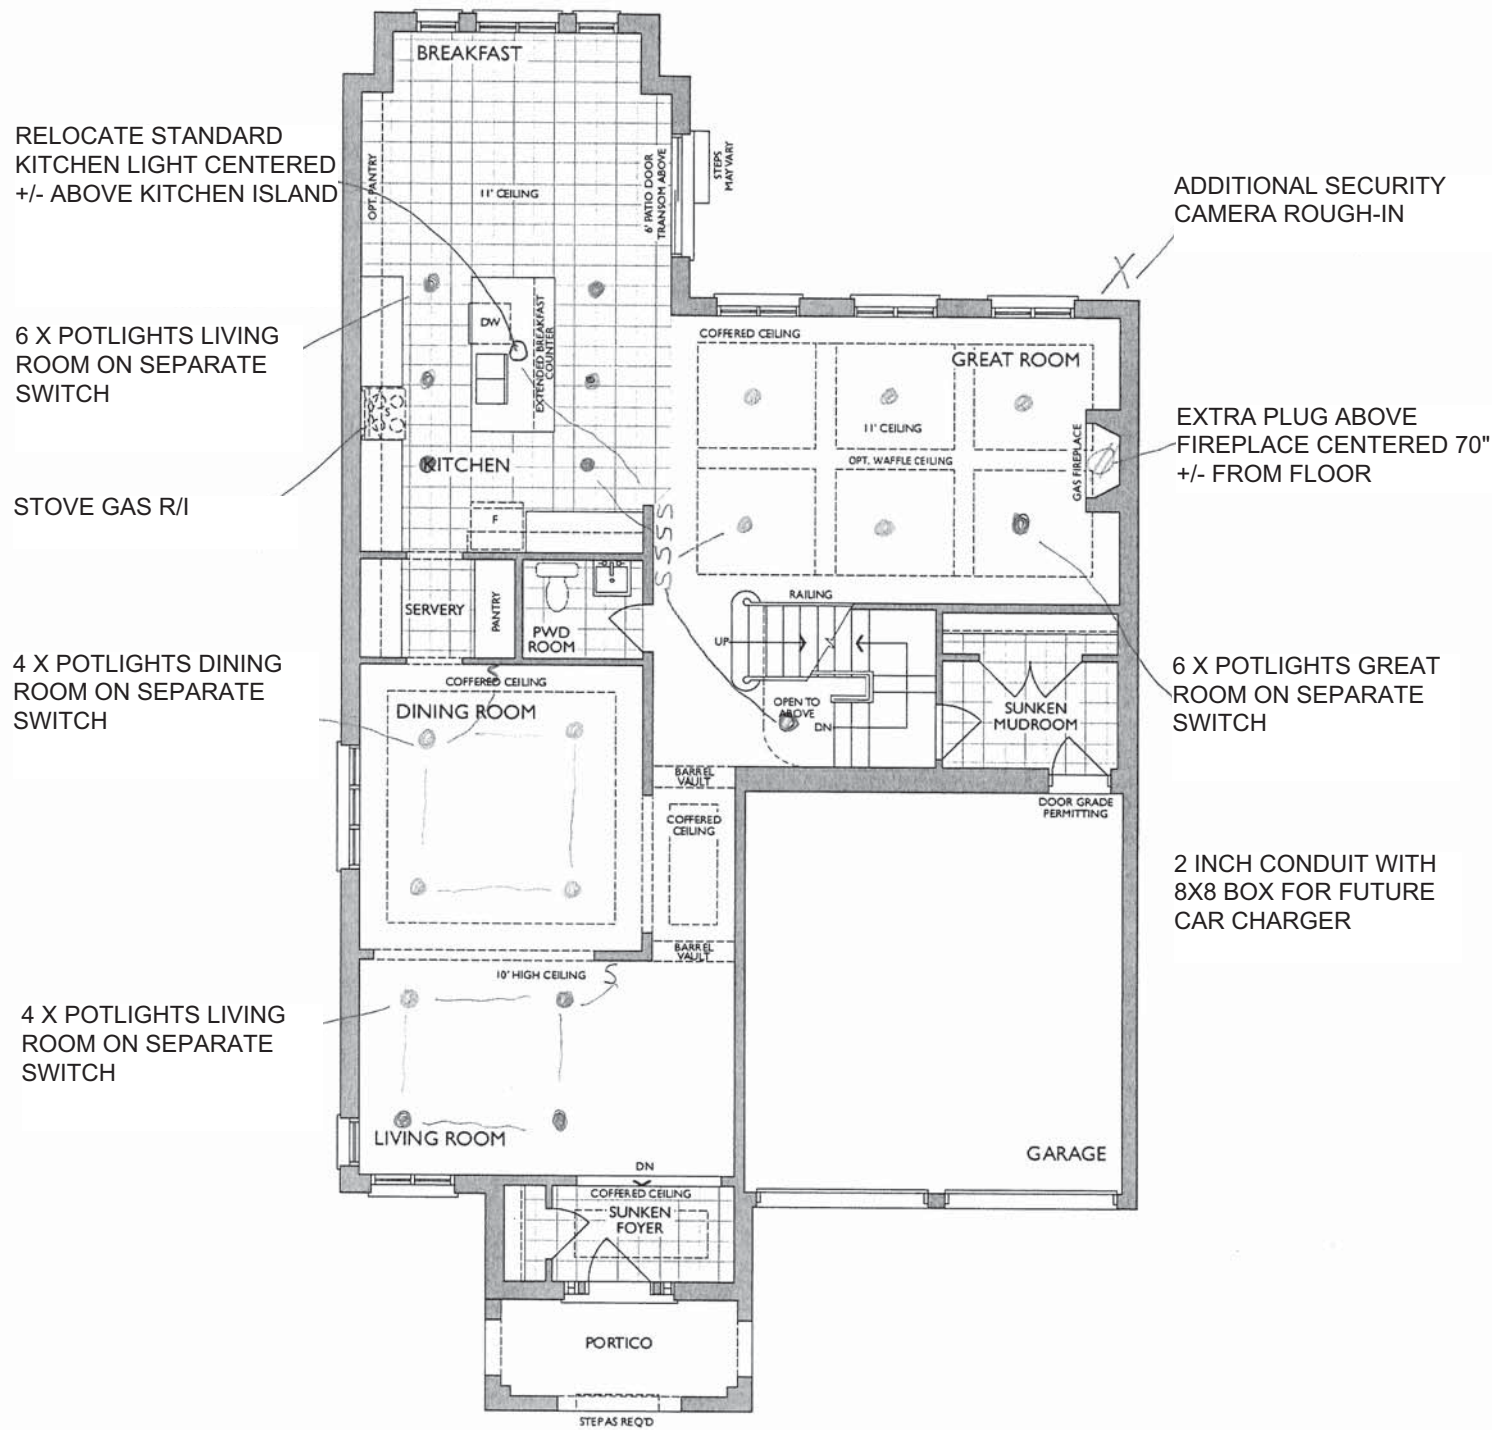 BREAKFAST
RELOCATE STANDARD
KITCHEN LIGHT CENTERED
+/- ABOVE KITCHEN ISLAND
OPT. PANTRY
11' CEILING
6' PATIO DOOR
TRANSOM ABOVE
STEPS
MAY VARY
ADDITIONAL SECURITY
CAMERA ROUGH-IN
X
6 X POTLIGHTS LIVING
ROOM ON SEPARATE
SWITCH
DW
EXTENDED BREAKFAST
COUNTER
COFFERED CEILING
GREAT ROOM
11' CEILING
OPT. WAFFLE CEILING
GAS FIREPLACE
EXTRA PLUG ABOVE
FIREPLACE CENTERED 70"
+/- FROM FLOOR
S
KITCHEN
STOVE GAS R/I
F
S
S
S
S
SERVERY
PANTRY
PWD
ROOM
RAILING
UP
OPEN TO
ABOVE
DN
SUNKEN
MUDROOM
6 X POTLIGHTS GREAT
ROOM ON SEPARATE
SWITCH
4 X POTLIGHTS DINING
ROOM ON SEPARATE
SWITCH
S
COFFERED CEILING
DINING ROOM
BARREL
VAULT
COFFERED
CEILING
BARREL
VAULT
DOOR GRADE
PERMITTING
2 INCH CONDUIT WITH
8X8 BOX FOR FUTURE
CAR CHARGER
10' HIGH CEILING
S
4 X POTLIGHTS LIVING
ROOM ON SEPARATE
SWITCH
LIVING ROOM
GARAGE
DN
COFFERED CEILING
SUNKEN
FOYER
PORTICO
STEP AS REQ'D